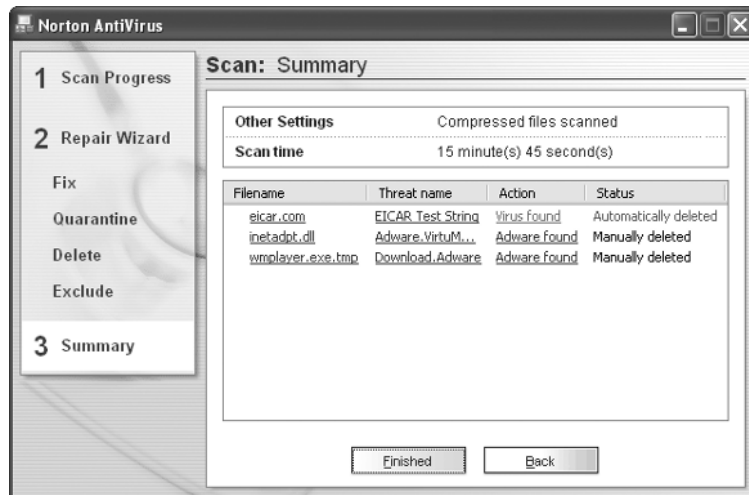 Norton AntiVirus
1 Scan Progress
2 Repair Wizard
Fix
Quarantine
Delete
Exclude
3 Summary
Scan: Summary
Other Settings Compressed files scanned
Scan time 15 minute(s) 45 second(s)
Filename Threat name Action Status
eicar.com EICAR Test String Virus found Automatically deleted
inetadpt.dll Adware.VirtuM... Adware found Manually deleted
wmplayer.exe.tmp Download.Adware Adware found Manually deleted
Finished Back